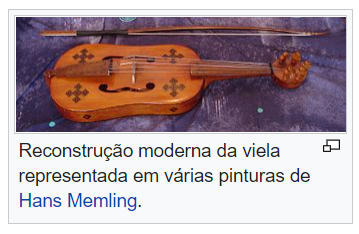 Reconstrução moderna da viela
representada em várias pinturas de
Hans Memling.